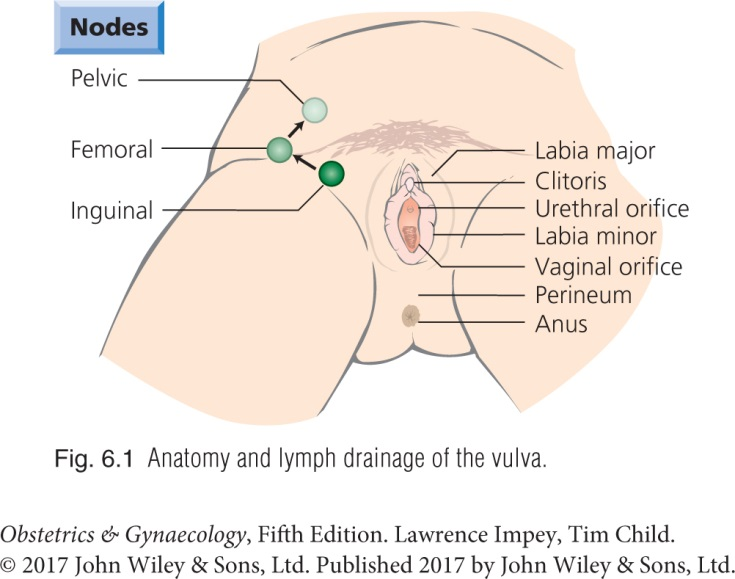 Nodes
Pelvic
Femoral
Inguinal
Labia major
Clitoris
Urethral orifice
Labia minor
Vaginal orifice
Perineum
Anus
Fig. 6.1 Anatomy and lymph drainage of the vulva.
Obstetrics & Gynaecology, Fifth Edition. Lawrence Impey, Tim Child.
© 2017 John Wiley & Sons, Ltd. Published 2017 by John Wiley & Sons, Ltd.